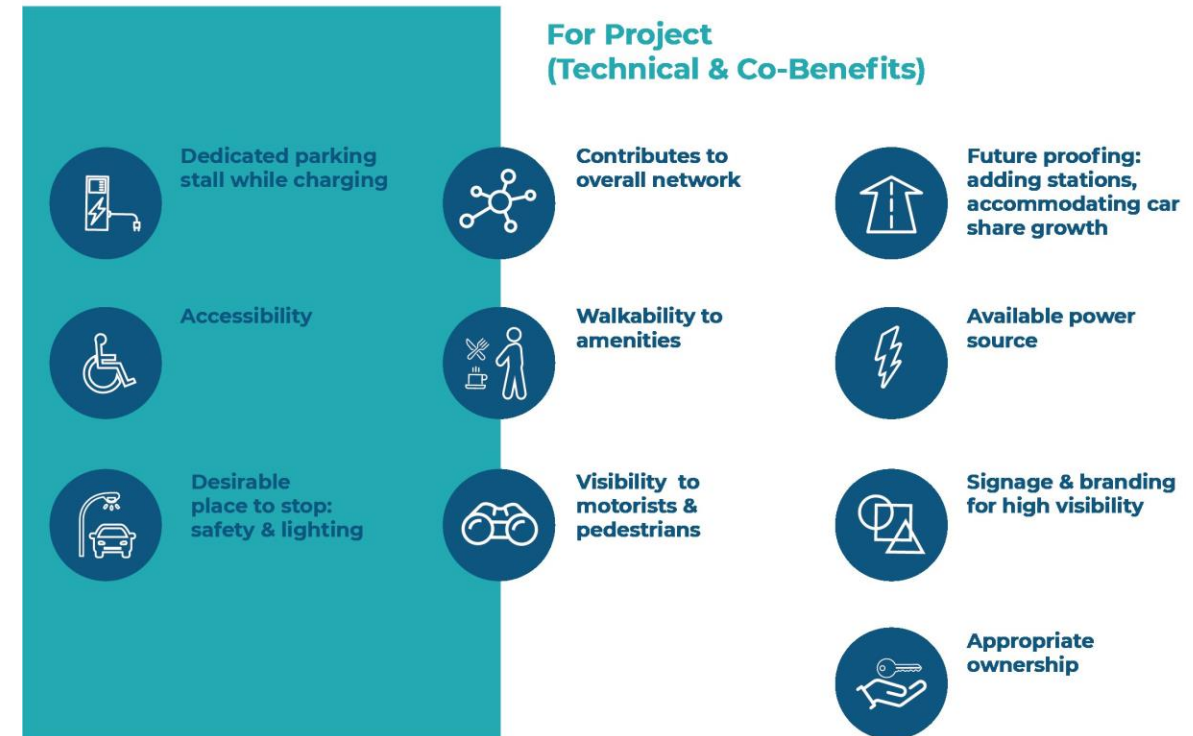 For Project
(Technical & Co-Benefits)
Dedicated parking
stall while charging
Contributes to
overall network
Future proofing:
adding stations,
accommodating car
share growth
Accessibility
Walkability to
amenities
Available power
source
Desirable
place to stop:
safety & lighting
Visibility to
motorists &
pedestrians
Signage & branding
for high visibility
Appropriate
ownership